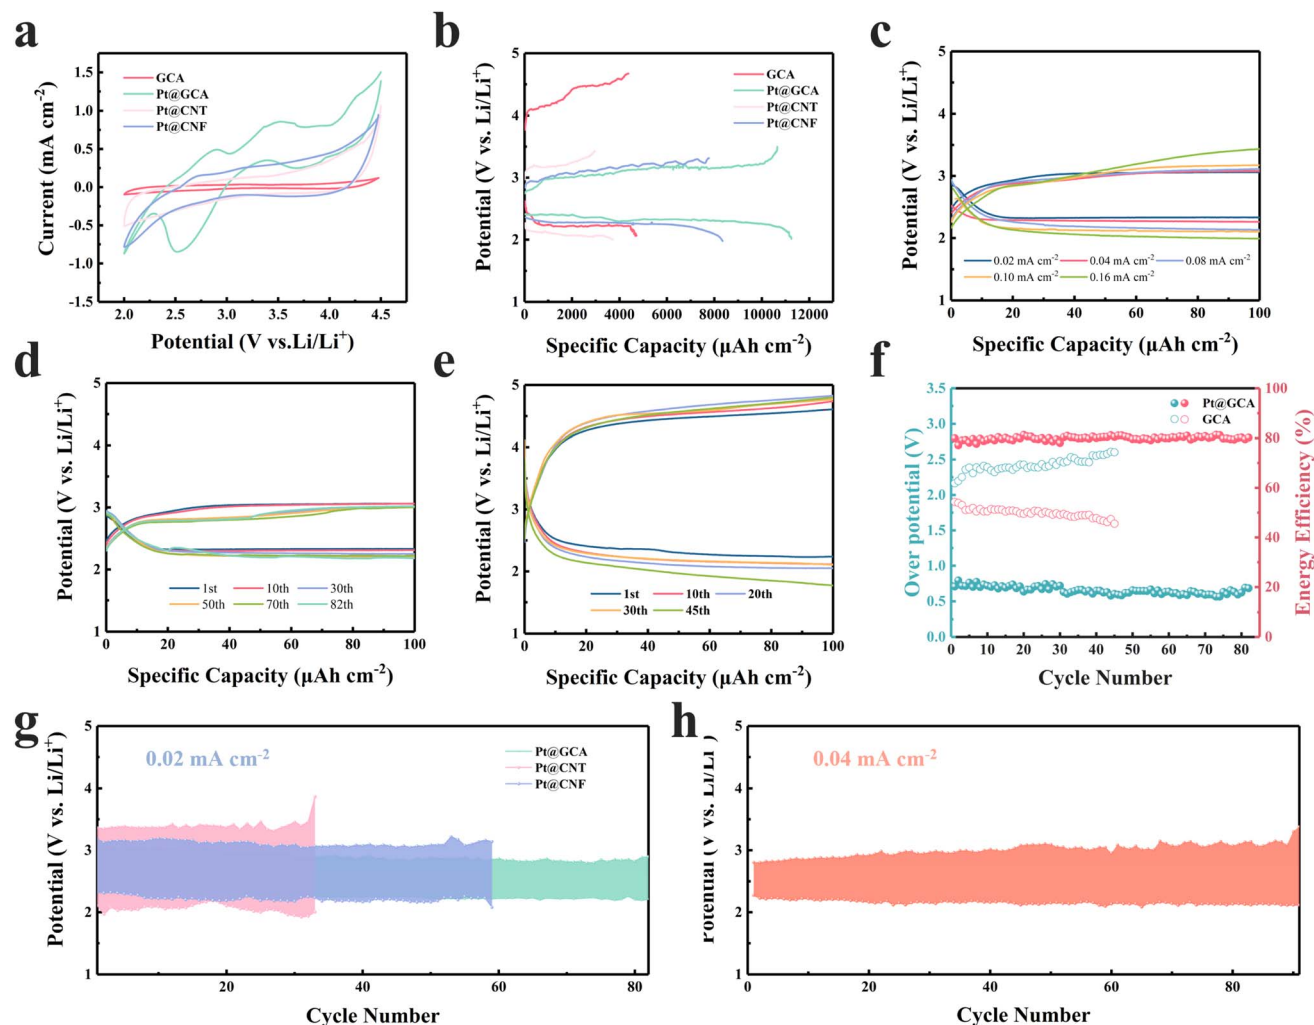 a
Current (mA cm-2)
1.5
1.0
0.5
0.0
-0.5
-1.0
-1.5
GCA
Pt@GCA
Pt@CNT
Pt@CNF
2.0 2.5 3.0 3.5 4.0 4.5
Potential (V vs.Li/Li+)
b
Potential (V vs. Li/Li+)
5
4
3
2
1
GCA
Pt@GCA
Pt@CNT
Pt@CNF
0 2000 4000 6000 8000 10000 12000
Specific Capacity (μAh cm-2)
c
Potential (V vs. Li/Li+)
5
4
3
2
1
0.02 mA cm-2 0.04 mA cm-2 0.08 mA cm-2
0.10 mA cm-2 0.16 mA cm-2
0 20 40 60 80 100
Specific Capacity (μAh cm-2)
d
Potential (V vs. Li/Li+)
5
4
3
2
1
1st 10th 30th
50th 70th 82th
0 20 40 60 80 100
Specific Capacity (μAh cm-2)
e
Potential (V vs. Li/Li+)
5
4
3
2
1
1st 10th 20th
30th 45th
0 20 40 60 80 100
Specific Capacity (μAh cm-2)
f
Over potential (V)
3.5
3.0
2.5
2.0
1.5
1.0
0.5
0.0
Pt@GCA
GCA
100
80
60
40
20
0
Energy Efficiency (%)
0 10 20 30 40 50 60 70 80
Cycle Number
g
Potential (V vs. Li/Li+)
5
4
3
2
1
0.02 mA cm-2
Pt@GCA
Pt@CNT
Pt@CNF
20 40 60 80
Cycle Number
h
Potential (V vs. Li/Li
5
4
3
2
1
0.04 mA cm-2
0 20 40 60 80
Cycle Number